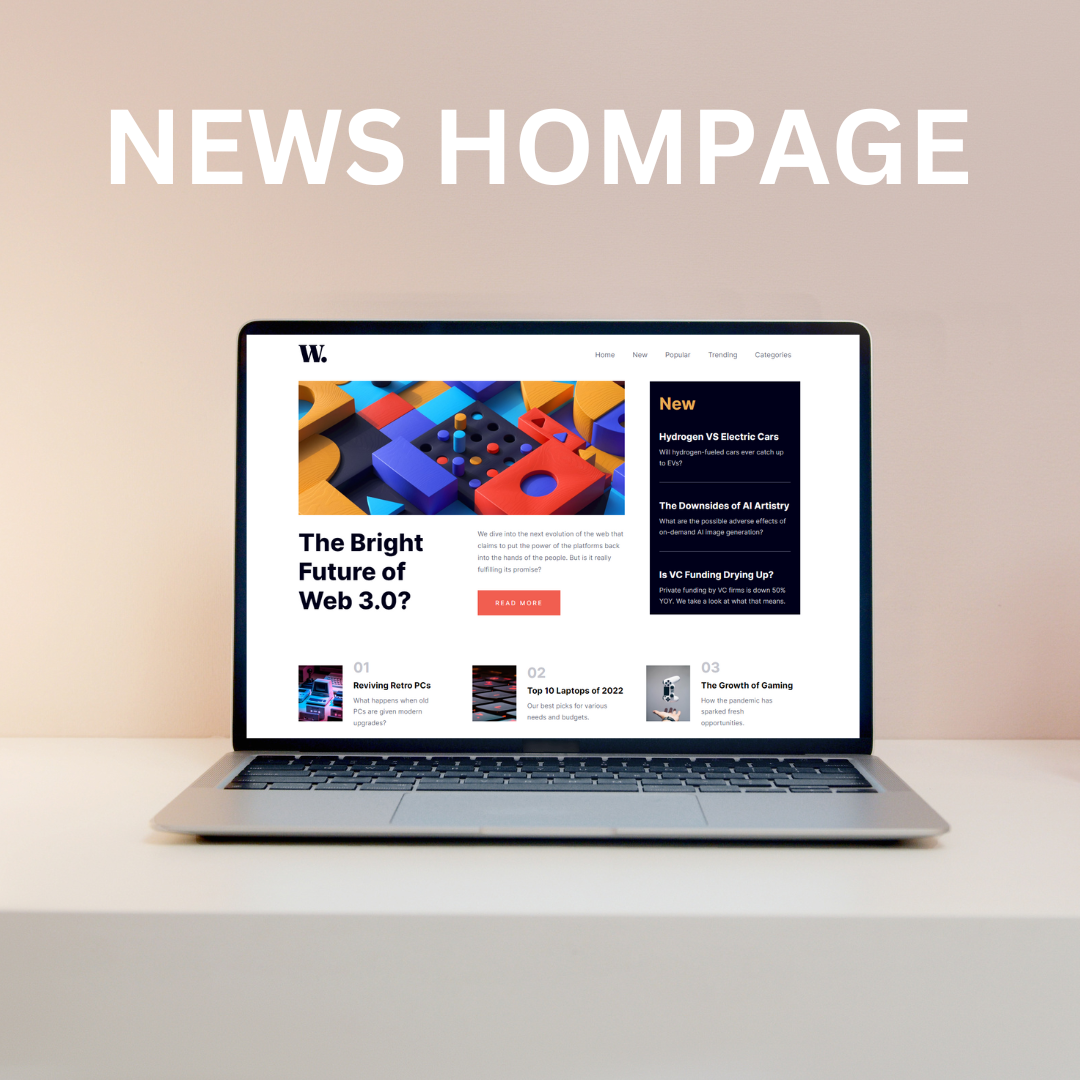 NEWS HOMPAGE
W.
Home New Popular Trending Categories
New
Hydrogen VS Electric Cars
Will hydrogen-fueled cars ever catch up
to EVs?
The Downsides of AI Artistry
What are the possible adverse effects of
on-demand AI image generation?
Is VC Funding Drying Up?
Private funding by VC firms is down 50%
YOY. We take a look at what that means.
The Bright
Future of
Web 3.0?
We dive into the next evolution of the web that
claims to put the power of the platforms back
into the hands of the people. But is it really
fulfilling its promise?
READ MORE
01
Reviving Retro PCs
What happens when old
PCs are given modern
upgrades?
02
Top 10 Laptops of 2022
Our best picks for various
needs and budgets.
03
The Growth of Gaming
How the pandemic has
sparked fresh
opportunities.